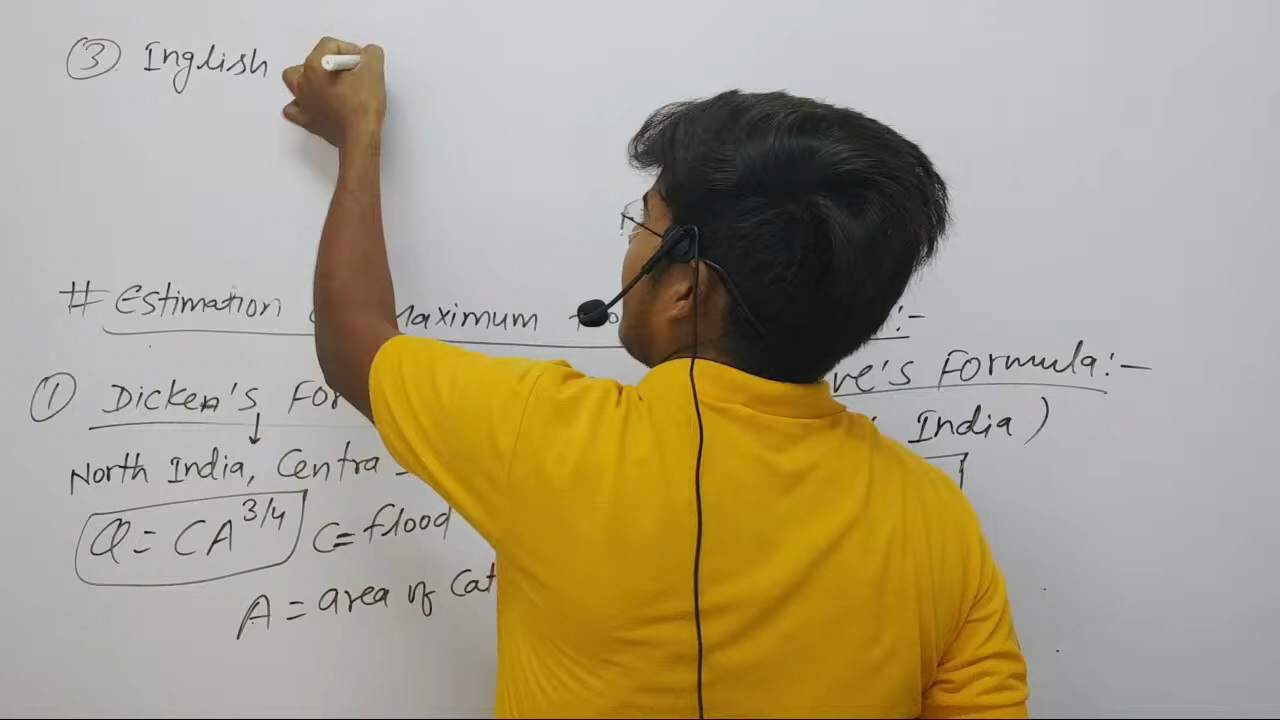 ③ Inglish
# Estimation Maximum :-
① Dicken's For
North India, Centra
Q = CA^3/4 C = flood
A = area of Cat
ve's Formula :-
India )